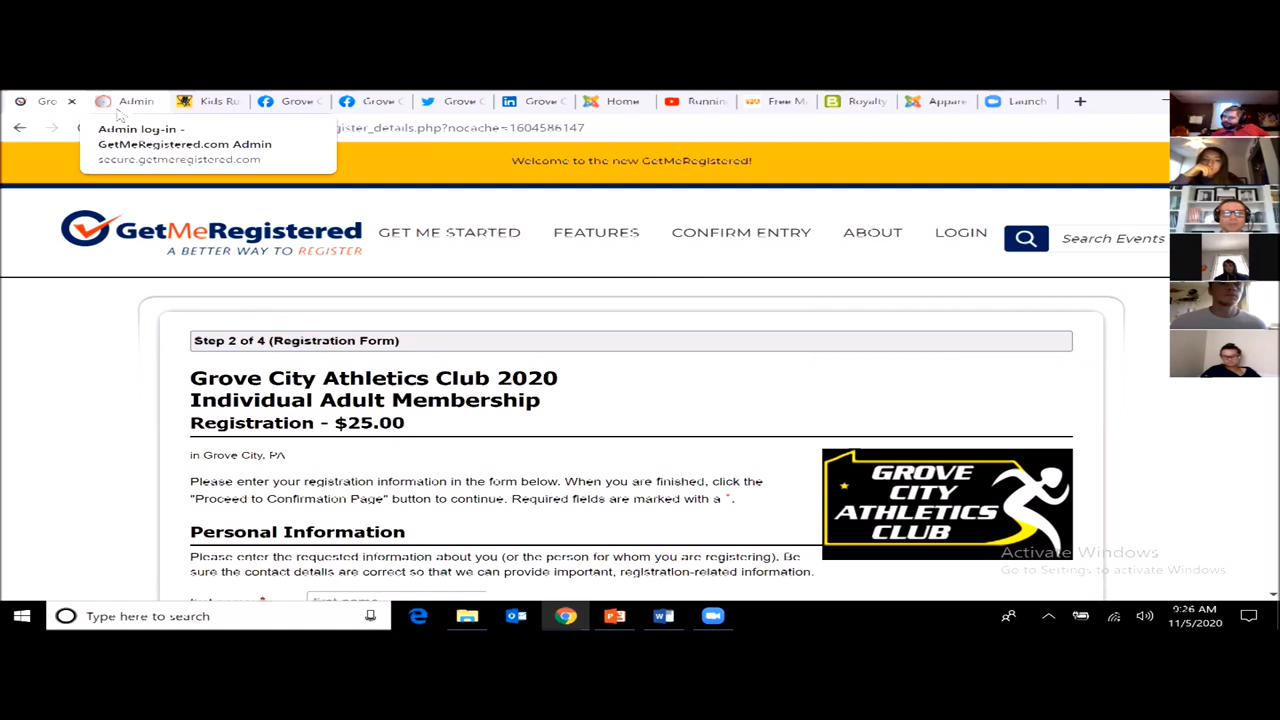 Gro
Admin
Kids Ru
Grove C
Grove C
Grove C
Grove C
Home
Runnin
Free M
Royalty
Appare
Launch
Admin log-in -
GetMeRegistered.com Admin
secure.getmeregistered.com
gister_details.php?nocache=1604586147
Welcome to the new GetMeRegistered!
GetMeRegistered
A BETTER WAY TO REGISTER
GET ME STARTED
FEATURES
CONFIRM ENTRY
ABOUT
LOGIN
Search Events
Step 2 of 4 (Registration Form)
Grove City Athletics Club 2020
Individual Adult Membership
Registration - $25.00
in Grove City, PA
Please enter your registration information in the form below. When you are finished, click the
"Proceed to Confirmation Page" button to continue. Required fields are marked with a *.
GROVE
CITY
ATHLETICS
CLUB
Personal Information
Please enter the requested information about you (or the person for whom you are registering). Be
sure the contact details are correct so that we can provide important, registration-related information.
Activate Windows
Go to Settings to activate Windows.
first name
Type here to search
9:26 AM
11/5/2020